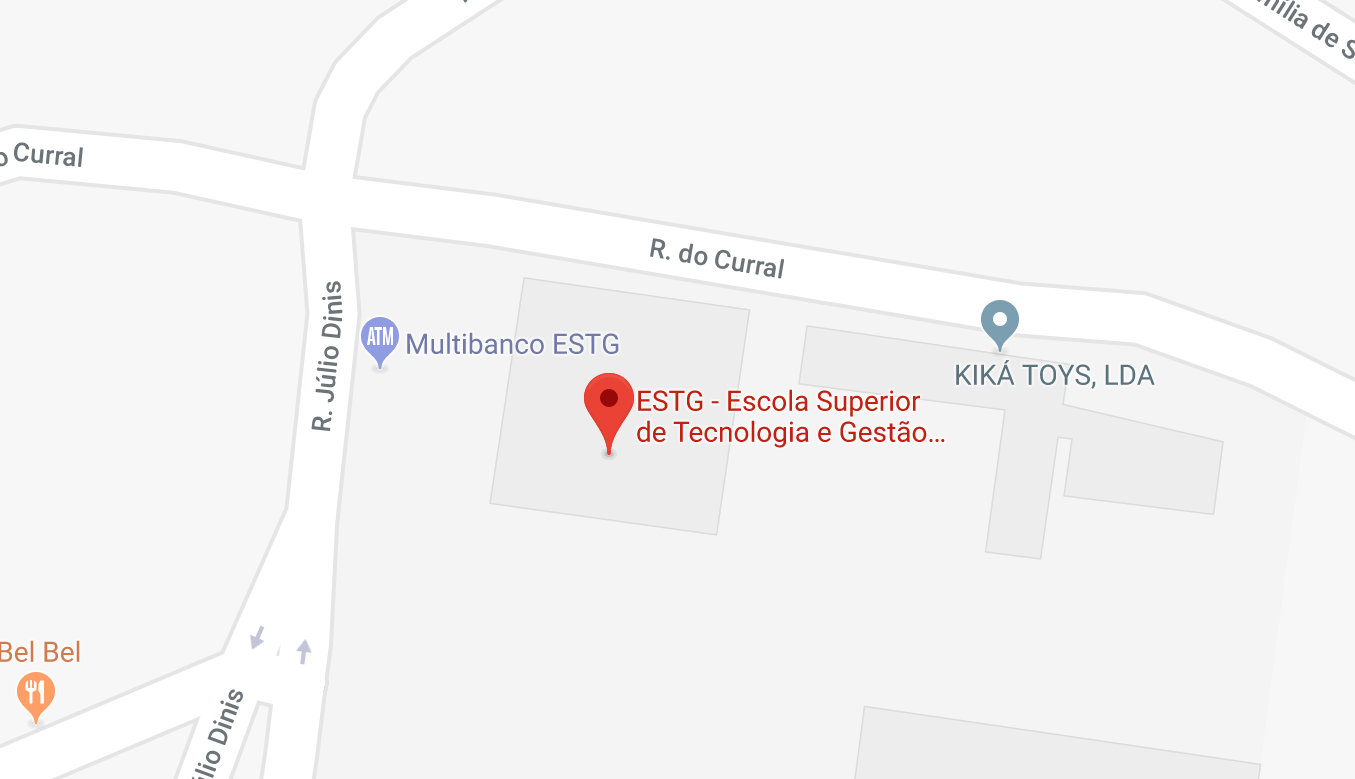 mília de S
o Curral
R. do Curral
R. Júlio Dinis
ATM
Multibanco ESTG
KIKÁ TOYS, LDA
ESTG - Escola Superior
de Tecnologia e Gestão...
Bel Bel
úlio Dinis